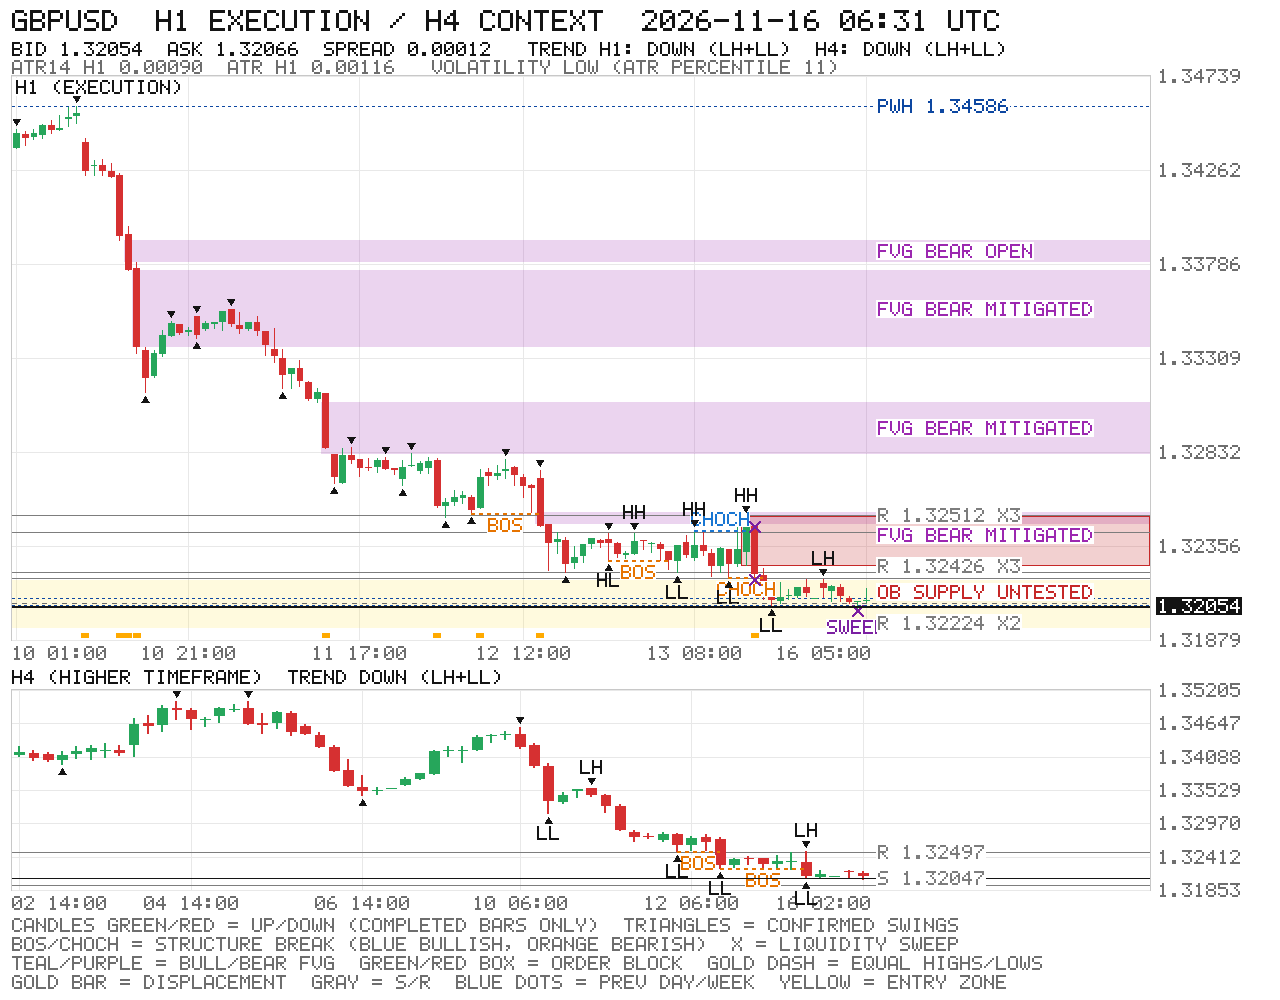 GBPUSD H1 EXECUTION / H4 CONTEXT 2026-11-16 06:31 UTC
BID 1.32054 ASK 1.32066 SPREAD 0.00012 TREND H1: DOWN (LH+LL) H4: DOWN (LH+LL)
ATR14 H1 0.00090 ATR H1 0.00116 VOLATILITY LOW (ATR PERCENTILE 11)
1.34739
H1 (EXECUTION)
PWH 1.34586
1.34262
FVG BEAR OPEN
1.33786
FVG BEAR MITIGATED
1.33309
FVG BEAR MITIGATED
1.32832
HH
HH HH CHOCH R 1.32512 X3
BOS
FVG BEAR MITIGATED
1.32356
LH
R 1.32426 X3
BOS
HL
CHOCH
LL LL
OB SUPPLY UNTESTED
1.32054
LL SWEE R 1.32224 X2
1.31879
10 01:00 10 21:00 11 17:00 12 12:00 13 08:00 16 05:00
H4 (HIGHER TIMEFRAME) TREND DOWN (LH+LL)
1.35205
1.34647
1.34088
LH
1.33529
1.32970
LL LH
R 1.32497
1.32412
BOS
LL
BOS
S 1.32047
LL
1.31853
LL
02 14:00 04 14:00 06 14:00 10 06:00 12 06:00 16 02:00
CANDLES GREEN/RED = UP/DOWN (COMPLETED BARS ONLY) TRIANGLES = CONFIRMED SWINGS
BOS/CHOCH = STRUCTURE BREAK (BLUE BULLISH, ORANGE BEARISH) X = LIQUIDITY SWEEP
TEAL/PURPLE = BULL/BEAR FVG GREEN/RED BOX = ORDER BLOCK GOLD DASH = EQUAL HIGHS/LOWS
GOLD BAR = DISPLACEMENT GRAY = S/R BLUE DOTS = PREV DAY/WEEK YELLOW = ENTRY ZONE